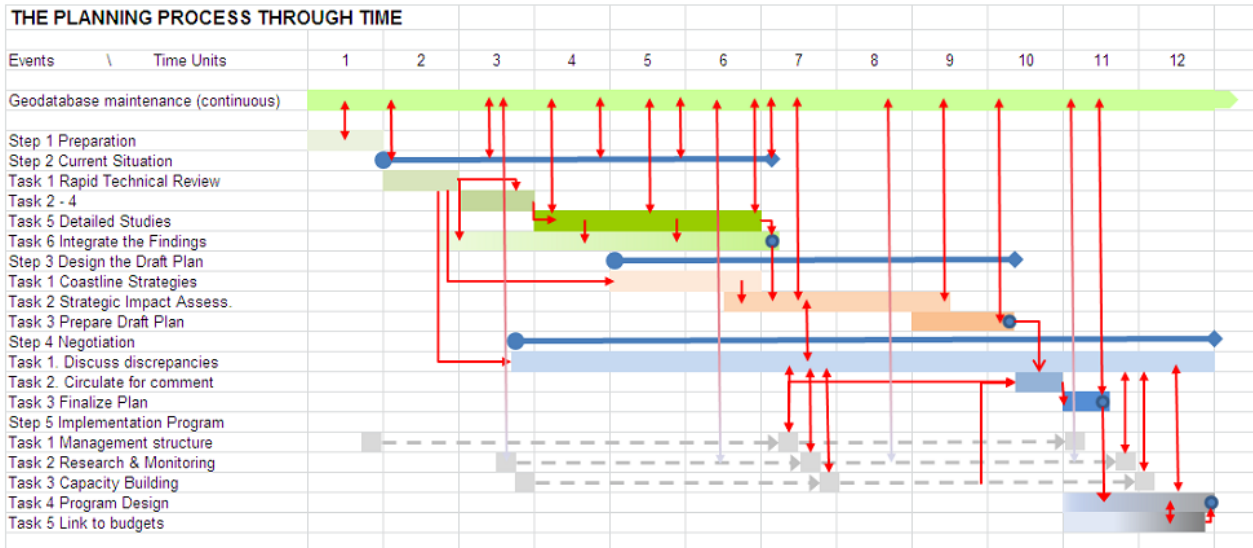 THE PLANNING PROCESS THROUGH TIME
Events \ Time Units 1 2 3 4 5 6 7 8 9 10 11 12
Geodatabase maintenance (continuous)
Step 1 Preparation
Step 2 Current Situation
Task 1 Rapid Technical Review
Task 2 - 4
Task 5 Detailed Studies
Task 6 Integrate the Findings
Step 3 Design the Draft Plan
Task 1 Coastline Strategies
Task 2 Strategic Impact Assess.
Task 3 Prepare Draft Plan
Step 4 Negotiation
Task 1. Discuss discrepancies
Task 2. Circulate for comment
Task 3 Finalize Plan
Step 5 Implementation Program
Task 1 Management structure
Task 2 Research & Monitoring
Task 3 Capacity Building
Task 4 Program Design
Task 5 Link to budgets